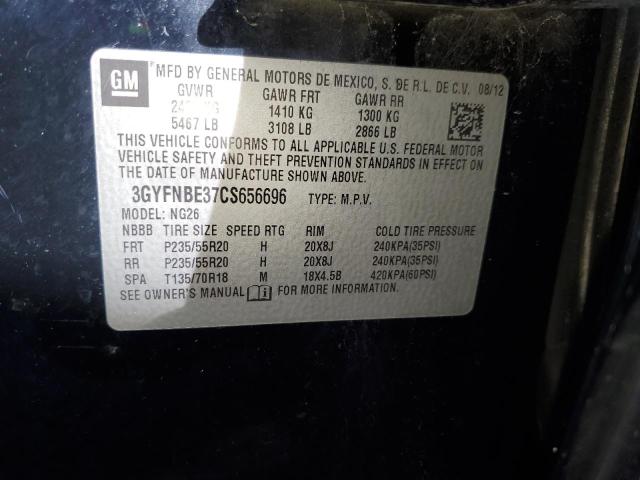 GM
MFD BY GENERAL MOTORS DE MEXICO, S. DE R.L. DE C.V. 08/12
GVWR GAWR FRT GAWR RR
1410 KG 1300 KG
5467 LB 3108 LB 2866 LB
THIS VEHICLE CONFORMS TO ALL APPLICABLE U.S. FEDERAL MOTOR
VEHICLE SAFETY AND THEFT PREVENTION STANDARDS IN EFFECT ON
THE DATE OF MANUFACTURE SHOWN ABOVE.
3GYFNBE37CS656696 TYPE: M.P.V.
MODEL: NG26
NBBB TIRE SIZE SPEED RTG RIM COLD TIRE PRESSURE
FRT P235/55R20 H 20X8J 240KPA(35PSI)
RR P235/55R20 H 20X8J 240KPA(35PSI)
SPA T135/70R18 M 18X4.5B 420KPA(60PSI)
SEE OWNER'S MANUAL i FOR MORE INFORMATION.